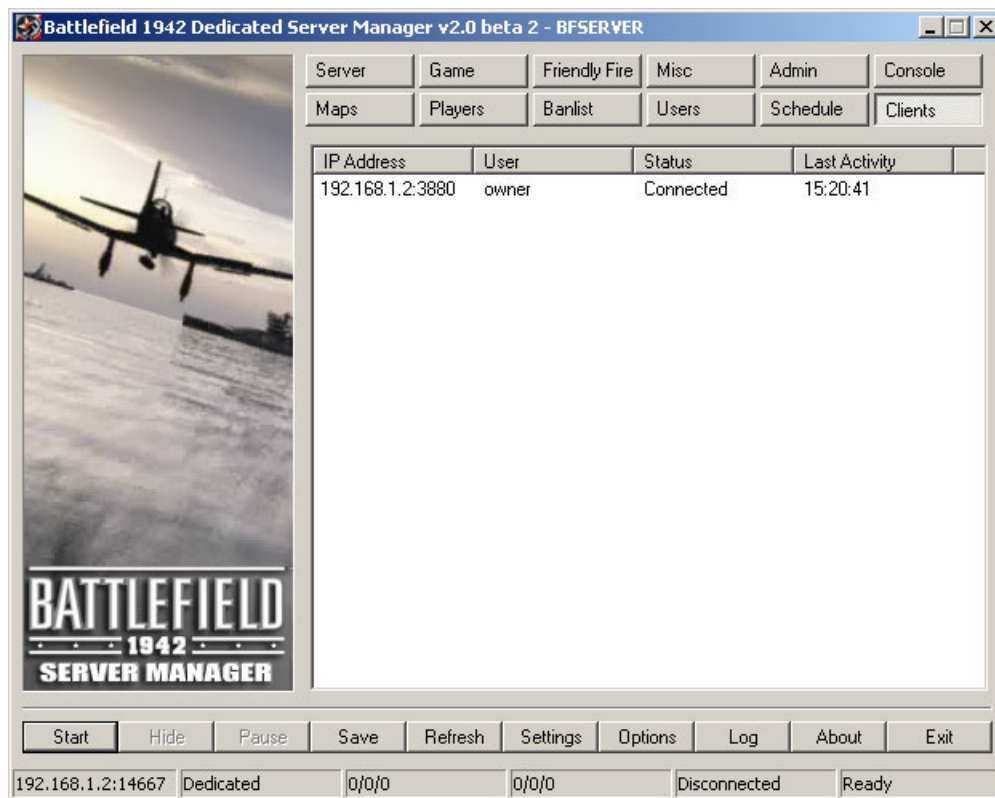 Battlefield 1942 Dedicated Server Manager v2.0 beta 2 - BFSERVER
Server Game Friendly Fire Misc Admin Console
Maps Players Banlist Users Schedule Clients
IP Address User Status Last Activity
192.168.1.2:3880 owner Connected 15:20:41
BATTLEFIELD
1942
SERVER MANAGER
Start Hide Pause Save Refresh Settings Options Log About Exit
192.168.1.2:14667 Dedicated 0/0/0 0/0/0 Disconnected Ready